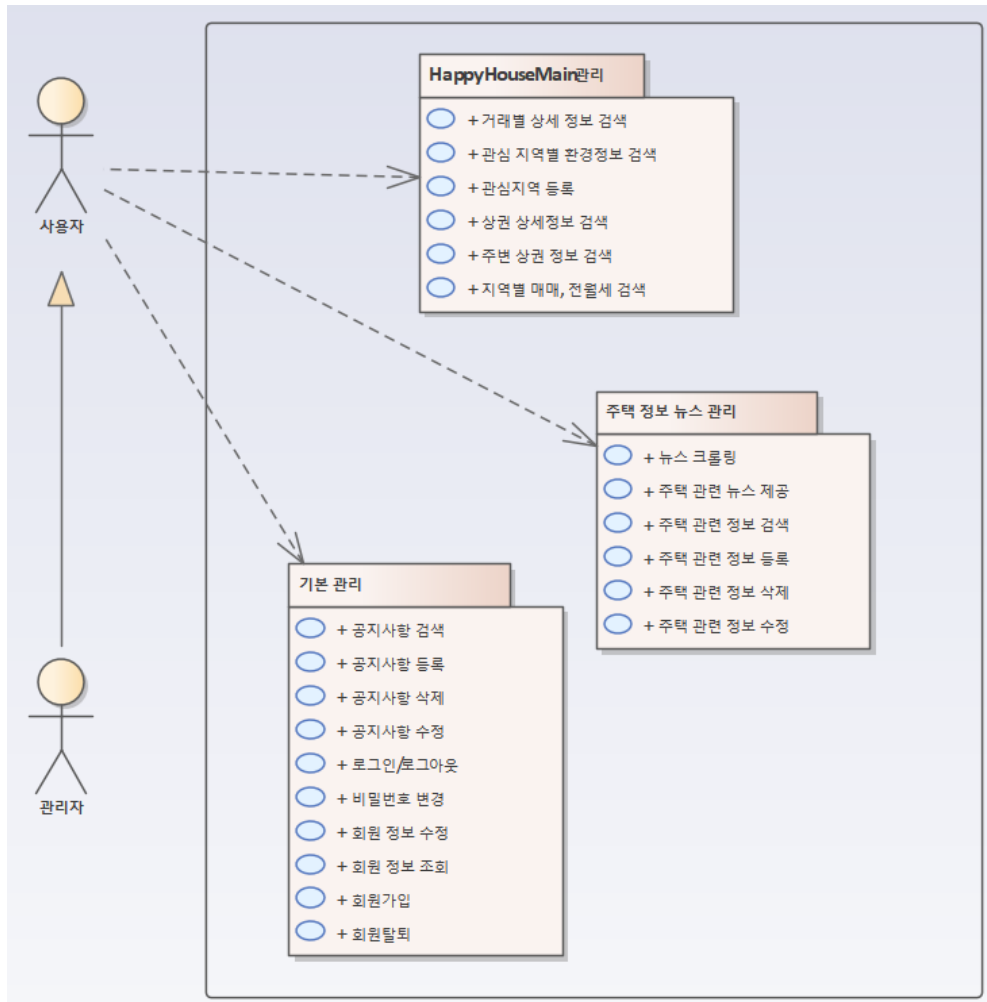 사용자
관리자
HappyHouseMain관리
+ 거래별 상세 정보 검색
+ 관심 지역별 환경정보 검색
+ 관심지역 등록
+ 상권 상세정보 검색
+ 주변 상권 정보 검색
+ 지역별 매매, 전월세 검색
주택 정보 뉴스 관리
+ 뉴스 크롤링
+ 주택 관련 뉴스 제공
+ 주택 관련 정보 검색
+ 주택 관련 정보 등록
+ 주택 관련 정보 삭제
+ 주택 관련 정보 수정
기본 관리
+ 공지사항 검색
+ 공지사항 등록
+ 공지사항 삭제
+ 공지사항 수정
+ 로그인/로그아웃
+ 비밀번호 변경
+ 회원 정보 수정
+ 회원 정보 조회
+ 회원가입
+ 회원탈퇴